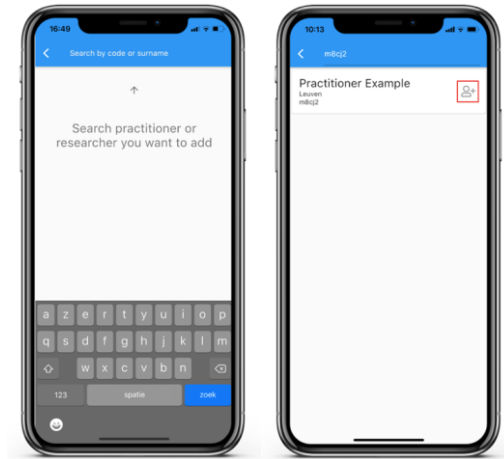 16:49
Search by code or surname
Search practitioner or
researcher you want to add
a z e r t y u i o p
q s d f g h j k l m
w x c v b n
123 spatie zoek
10:13
m8cj2
Practitioner Example
Leuven
m8cj2